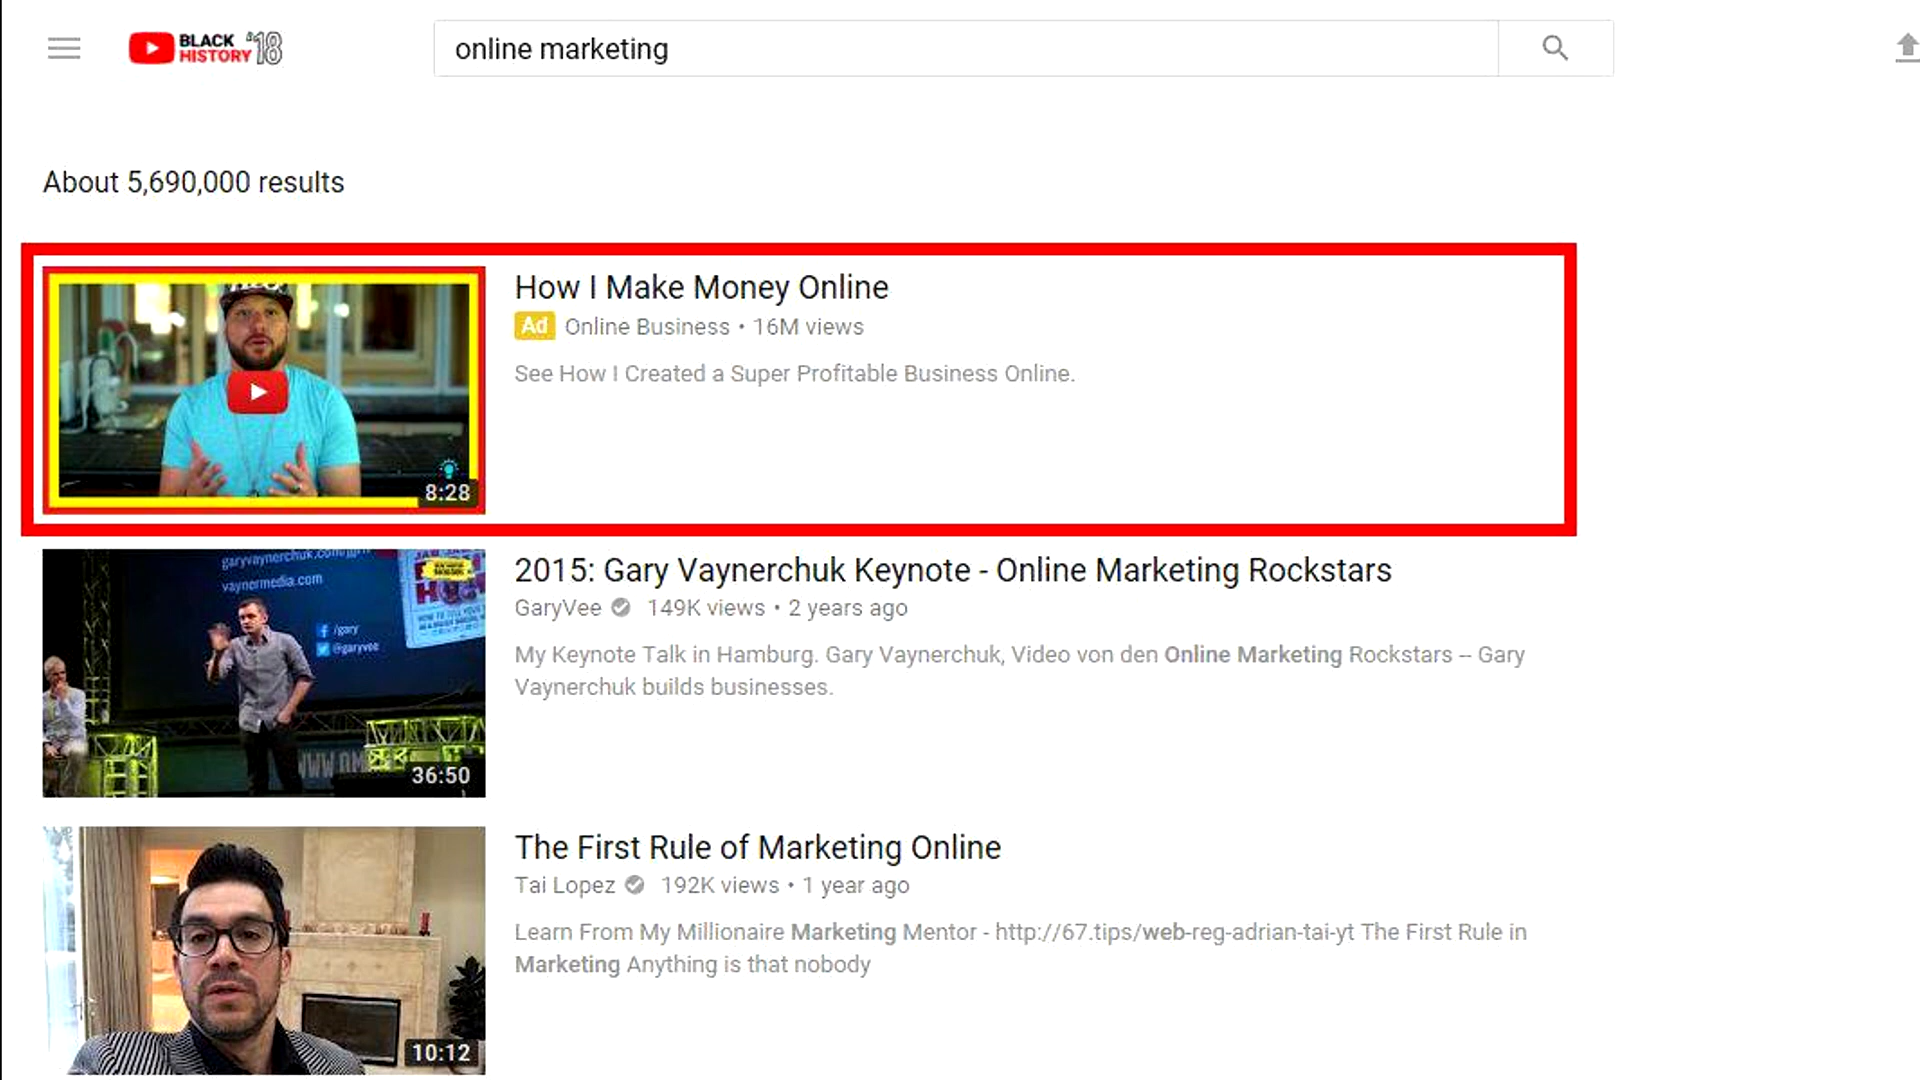 BLACK
HISTORY '18
online marketing
About 5,690,000 results
How I Make Money Online
Ad Online Business • 16M views
See How I Created a Super Profitable Business Online.
8:28
garyvaynerchuk.com
vaynermedia.com
/gary
@garyvee
36:50
2015: Gary Vaynerchuk Keynote - Online Marketing Rockstars
GaryVee 149K views • 2 years ago
My Keynote Talk in Hamburg. Gary Vaynerchuk, Video von den Online Marketing Rockstars -- Gary
Vaynerchuk builds businesses.
The First Rule of Marketing Online
Tai Lopez 192K views • 1 year ago
Learn From My Millionaire Marketing Mentor - http://67.tips/web-reg-adrian-tai-yt The First Rule in
Marketing Anything is that nobody
10:12